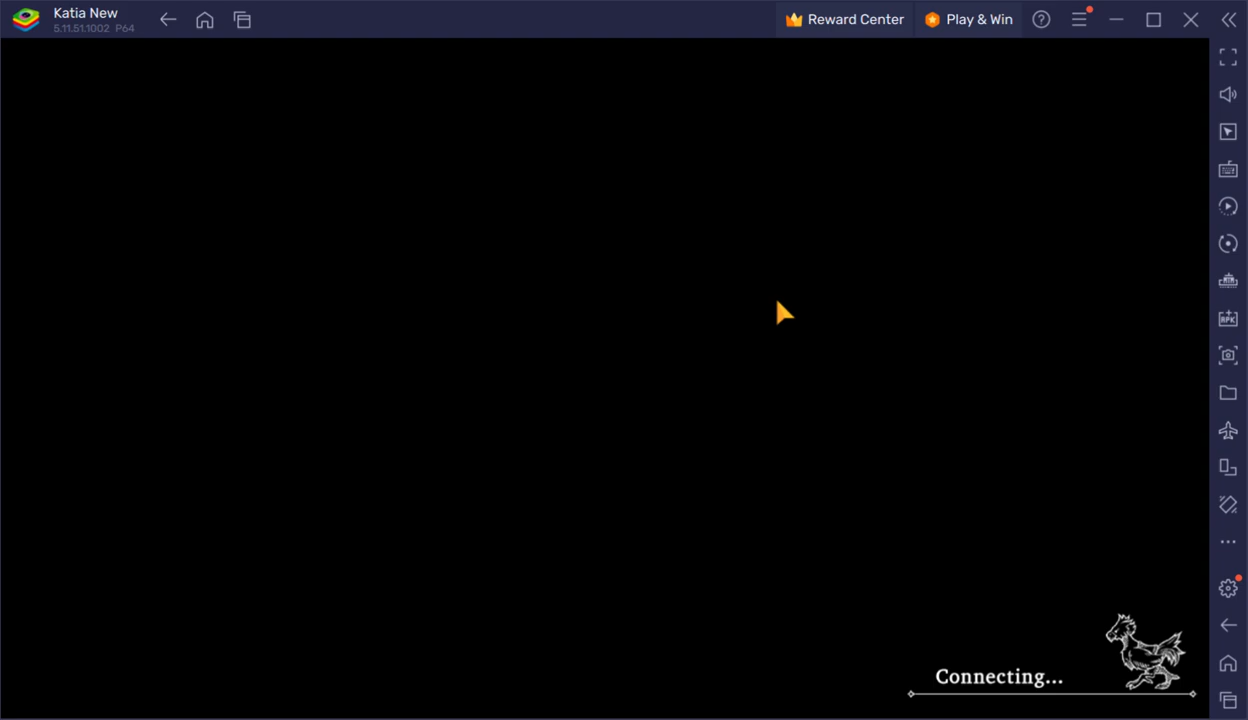 Katia New
5.11.51.1002 P64
Reward Center
Play & Win
Connecting...